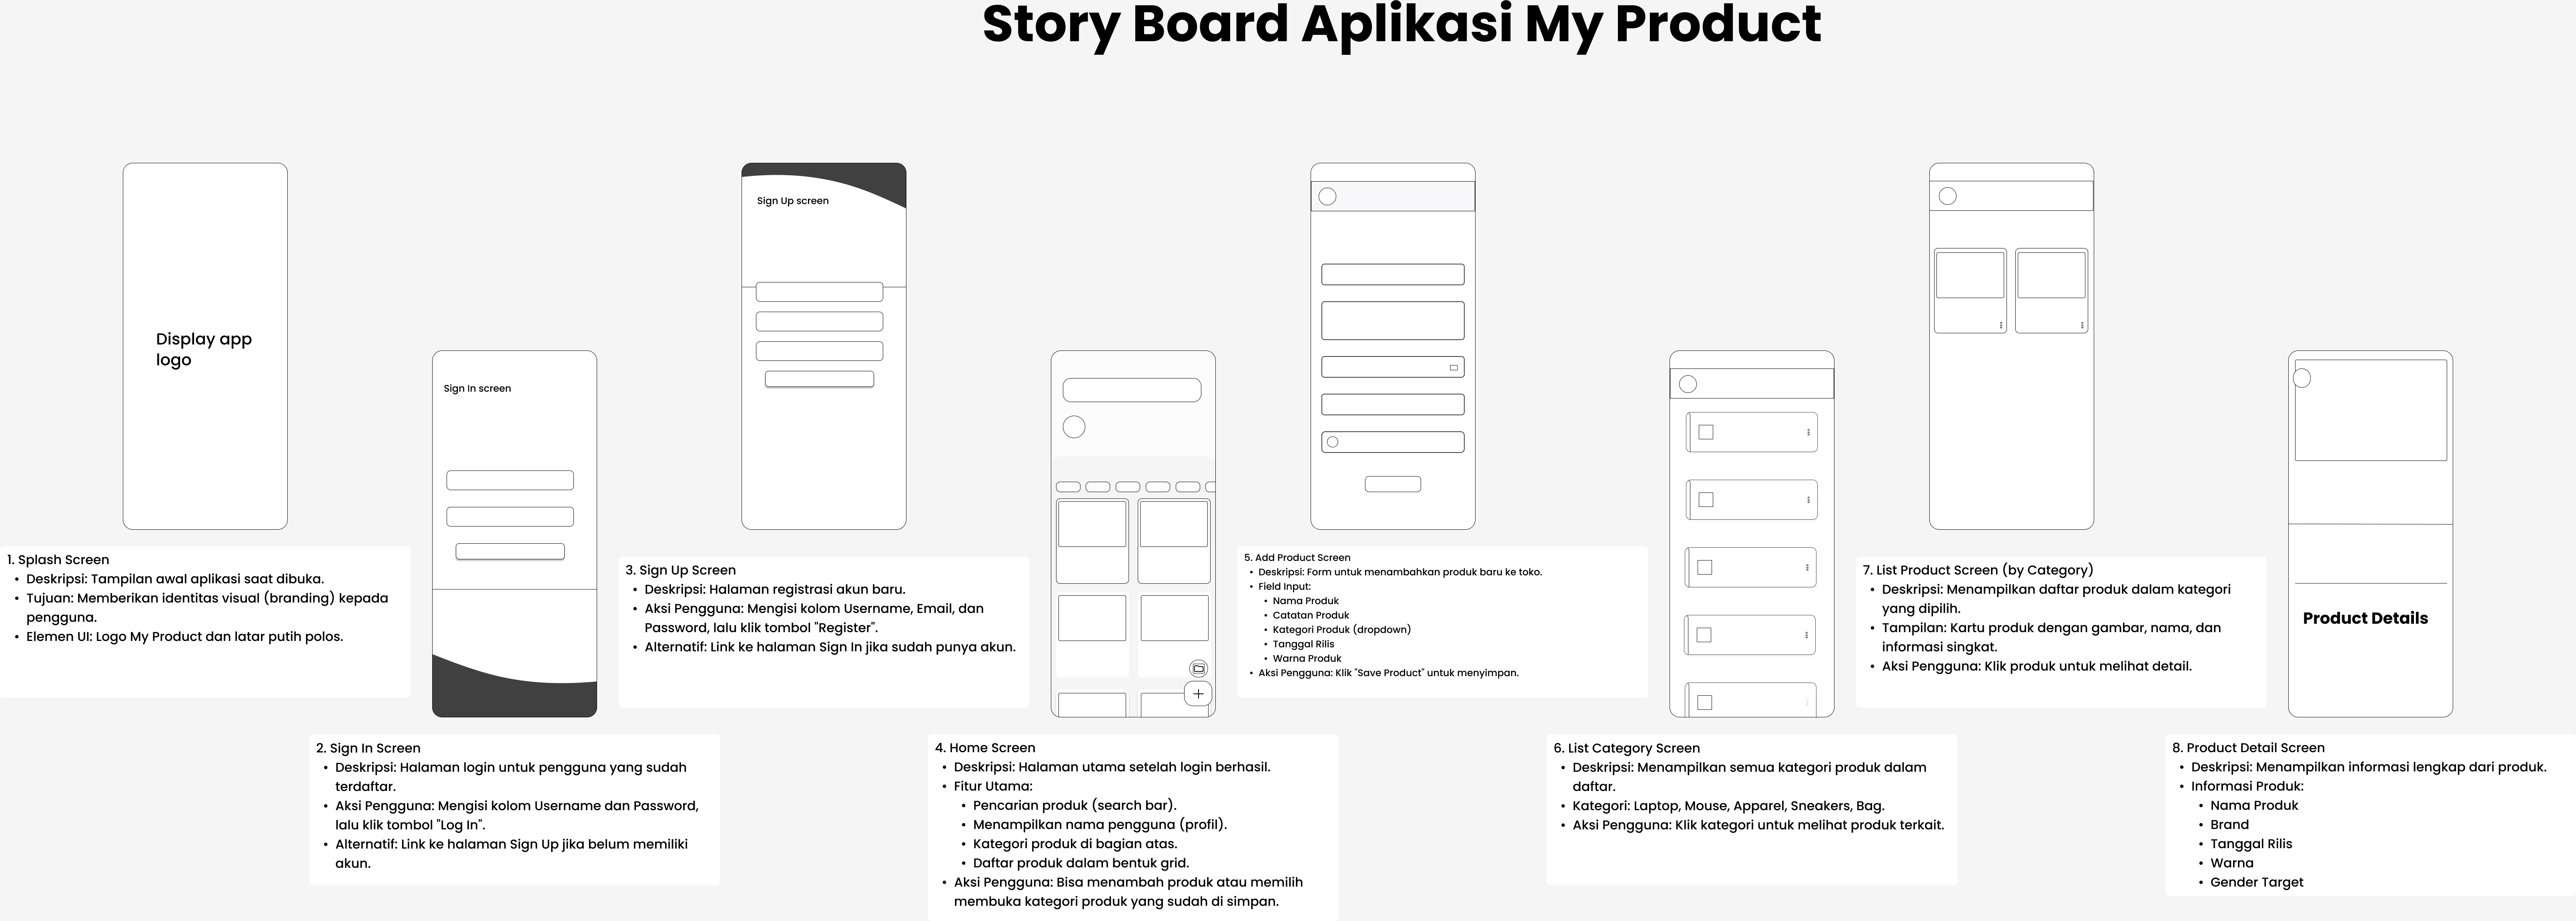 Story Board Aplikasi My Product
Display app
logo
1. Splash Screen
• Deskripsi: Tampilan awal aplikasi saat dibuka.
• Tujuan: Memberikan identitas visual (branding) kepada
pengguna.
• Elemen UI: Logo My Product dan latar putih polos.
Sign In screen
2. Sign In Screen
• Deskripsi: Halaman login untuk pengguna yang sudah
terdaftar.
• Aksi Pengguna: Mengisi kolom Username dan Password,
lalu klik tombol "Log In".
• Alternatif: Link ke halaman Sign Up jika belum memiliki
akun.
Sign Up screen
3. Sign Up Screen
• Deskripsi: Halaman registrasi akun baru.
• Aksi Pengguna: Mengisi kolom Username, Email, dan
Password, lalu klik tombol "Register".
• Alternatif: Link ke halaman Sign In jika sudah punya akun.
4. Home Screen
• Deskripsi: Halaman utama setelah login berhasil.
• Fitur Utama:
• Pencarian produk (search bar).
• Menampilkan nama pengguna (profil).
• Kategori produk di bagian atas.
• Daftar produk dalam bentuk grid.
• Aksi Pengguna: Bisa menambah produk atau memilih
membuka kategori produk yang sudah di simpan.
5. Add Product Screen
• Deskripsi: Form untuk menambahkan produk baru ke toko.
• Field Input:
• Nama Produk
• Catatan Produk
• Kategori Produk (dropdown)
• Tanggal Rilis
• Warna Produk
• Aksi Pengguna: Klik "Save Product" untuk menyimpan.
6. List Category Screen
• Deskripsi: Menampilkan semua kategori produk dalam
daftar.
• Kategori: Laptop, Mouse, Apparel, Sneakers, Bag.
• Aksi Pengguna: Klik kategori untuk melihat produk terkait.
7. List Product Screen (by Category)
• Deskripsi: Menampilkan daftar produk dalam kategori
yang dipilih.
• Tampilan: Kartu produk dengan gambar, nama, dan
informasi singkat.
• Aksi Pengguna: Klik produk untuk melihat detail.
Product Details
8. Product Detail Screen
• Deskripsi: Menampilkan informasi lengkap dari produk.
• Informasi Produk:
• Nama Produk
• Brand
• Tanggal Rilis
• Warna
• Gender Target